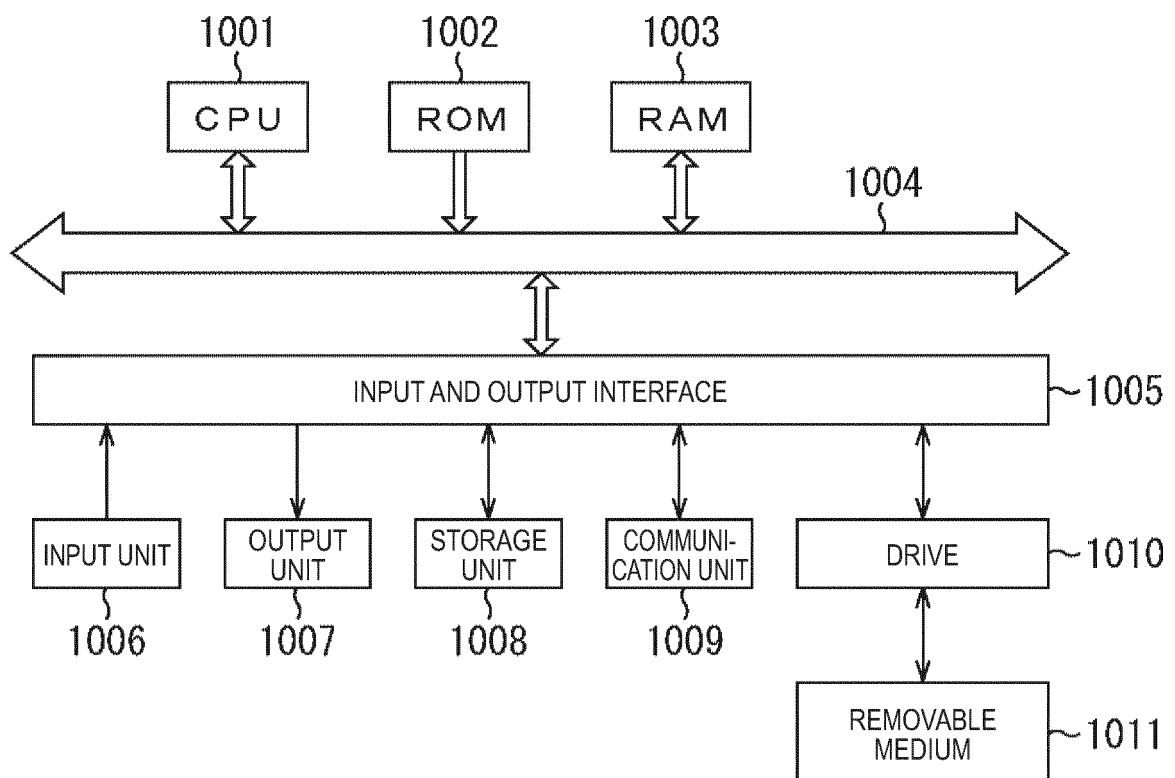 1001
1002
1003
CPU
ROM
RAM
1004
INPUT AND OUTPUT INTERFACE
1005
INPUT UNIT
OUTPUT
UNIT
STORAGE
UNIT
COMMUNI-
CATION UNIT
DRIVE
1010
1006
1007
1008
1009
REMOVABLE
MEDIUM
1011